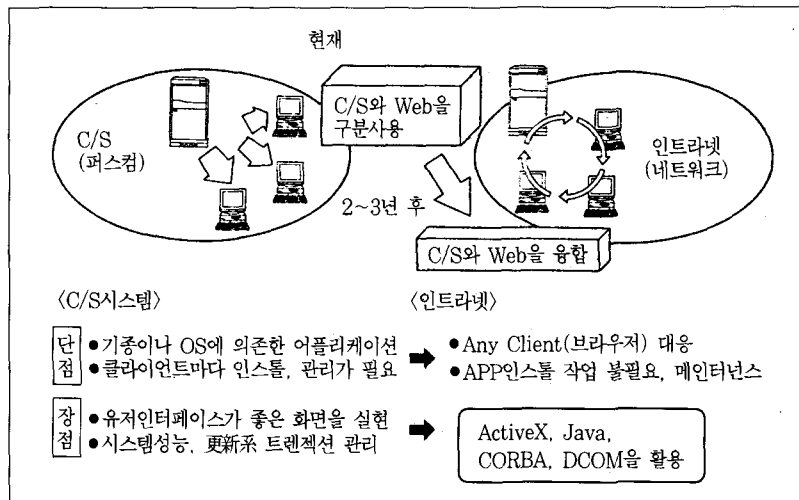 현재
C/S
(퍼스컴)
C/S와 Web을
구분사용
인트라넷
(네트워크)
2~3년 후
C/S와 Web을 융합
〈C/S시스템〉
〈인트라넷〉
단점
●기종이나 OS에 의존한 어플리케이션
●클라이언트마다 인스톨, 관리가 필요
●Any Client(브라우저) 대응
●APP인스톨 작업 불필요, 메인터넌스
장점
●유저인터페이스가 좋은 화면을 실현
●시스템성능, 更新系 트렌젝션 관리
ActiveX, Java,
CORBA, DCOM을 활용